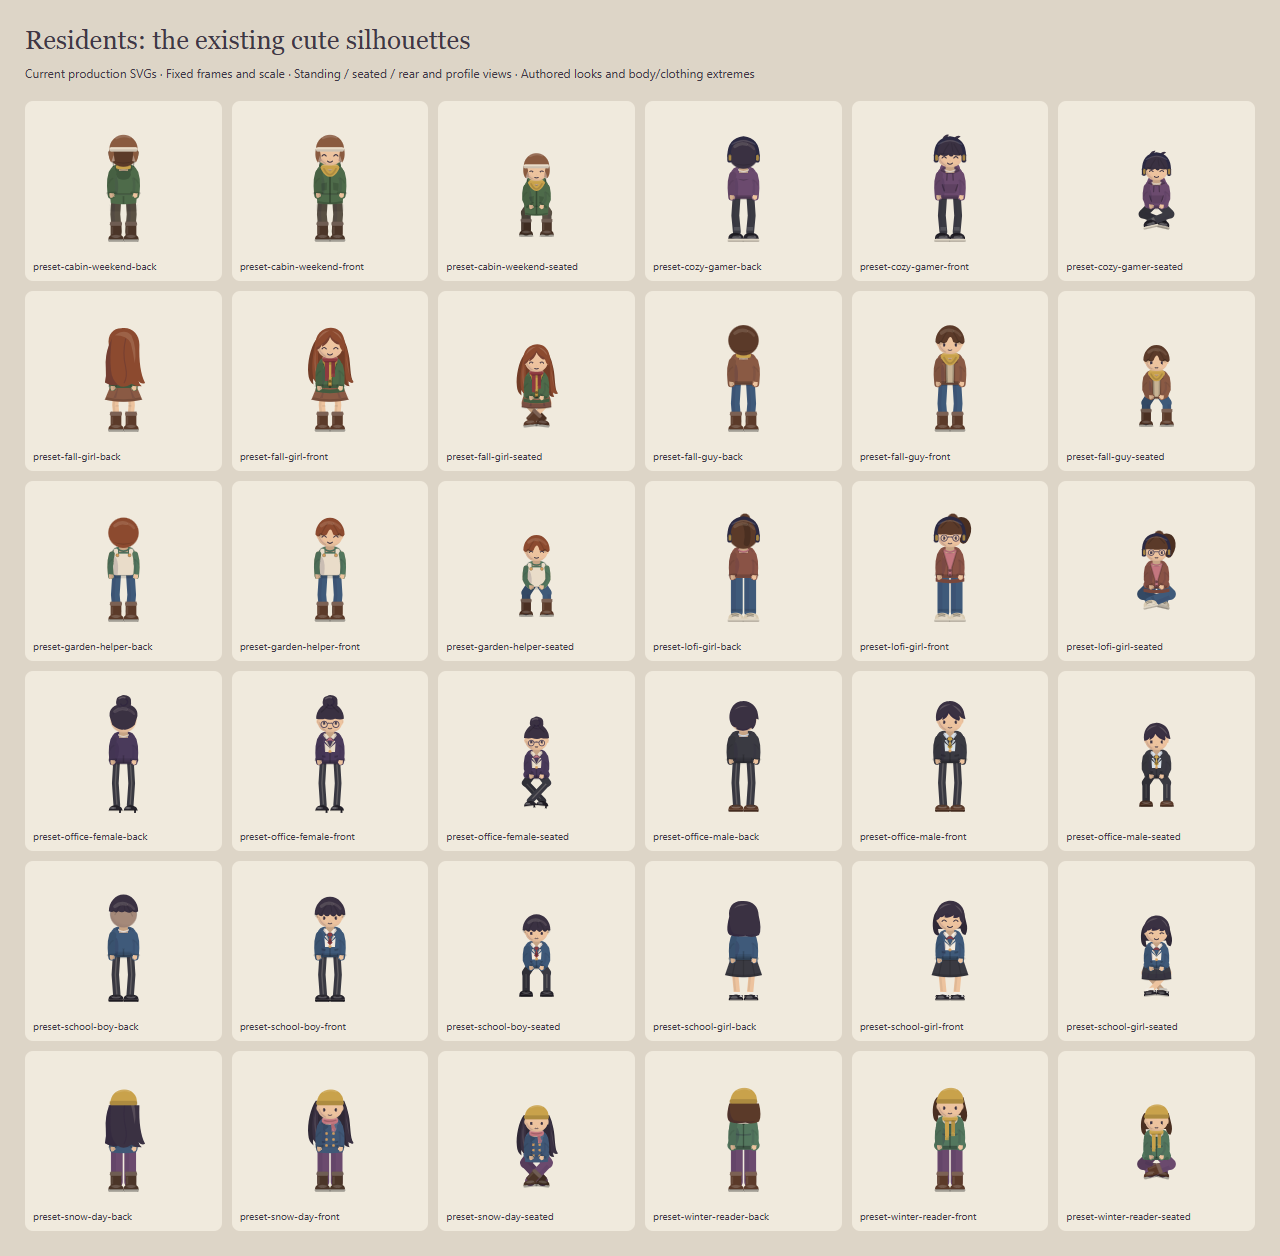 Residents: the existing cute silhouettes
Current production SVGs · Fixed frames and scale · Standing / seated / rear and profile views · Authored looks and body/clothing extremes
preset-cabin-weekend-back
preset-cabin-weekend-front
preset-cabin-weekend-seated
preset-cozy-gamer-back
preset-cozy-gamer-front
preset-cozy-gamer-seated
preset-fall-girl-back
preset-fall-girl-front
preset-fall-girl-seated
preset-fall-guy-back
preset-fall-guy-front
preset-fall-guy-seated
preset-garden-helper-back
preset-garden-helper-front
preset-garden-helper-seated
preset-lofi-girl-back
preset-lofi-girl-front
preset-lofi-girl-seated
preset-office-female-back
preset-office-female-front
preset-office-female-seated
preset-office-male-back
preset-office-male-front
preset-office-male-seated
preset-school-boy-back
preset-school-boy-front
preset-school-boy-seated
preset-school-girl-back
preset-school-girl-front
preset-school-girl-seated
preset-snow-day-back
preset-snow-day-front
preset-snow-day-seated
preset-winter-reader-back
preset-winter-reader-front
preset-winter-reader-seated